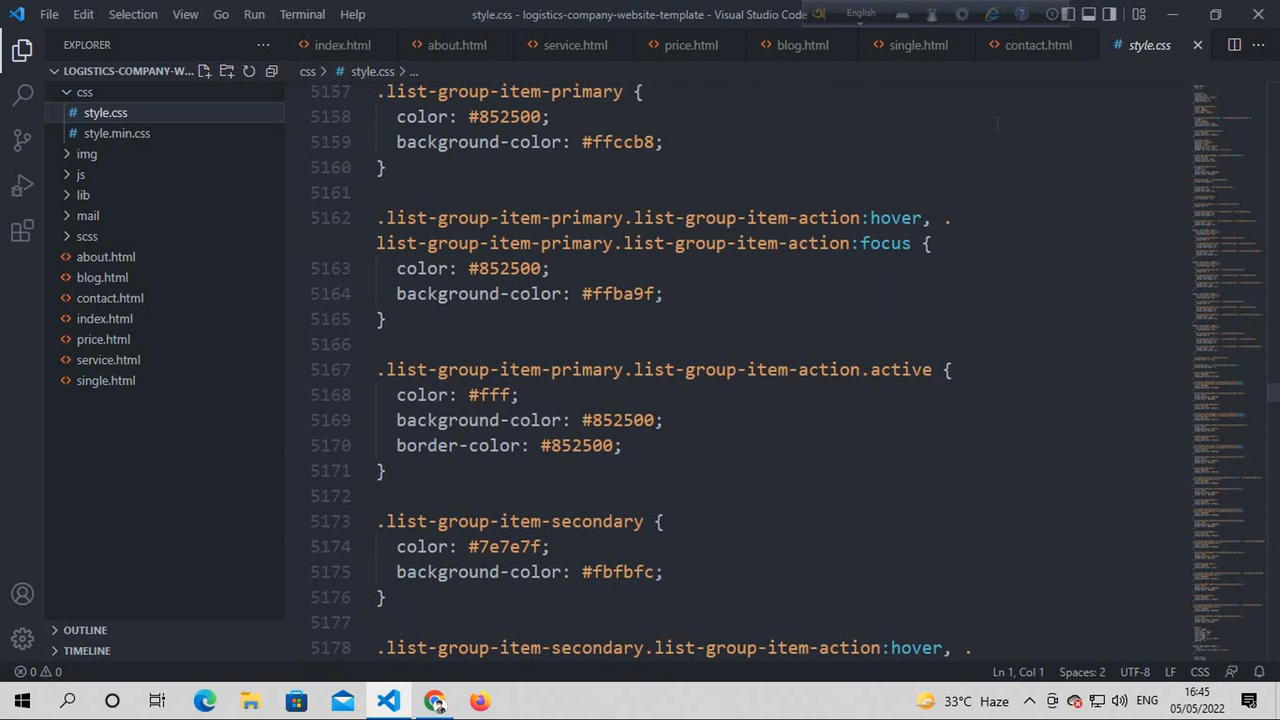 File Edit Selection View Go Run Terminal Help
style.css - logistics-company-website-template - Visual Studio Code
English
EXPLORER
index.html
about.html
service.html
price.html
blog.html
single.html
contact.html
style.css
LOGISTICS-COMPANY-W...
css > # style.css > ...
css
# style.css
# style.min.css
img
js
lib
mail
scss
about.html
blog.html
contact.html
index.html
price.html
service.html
single.html
OUTLINE
TIMELINE
5157 .list-group-item-primary {
5158 color: #852500;
5159 background-color: #ffccb8;
5160 }
5161
5162 .list-group-item-primary.list-group-item-action:hover, .
list-group-item-primary.list-group-item-action:focus {
5163 color: #852500;
5164 background-color: #ffba9f;
5165 }
5166
5167 .list-group-item-primary.list-group-item-action.active {
5168 color: #fff;
5169 background-color: #852500;
5170 border-color: #852500;
5171 }
5172
5173 .list-group-item-secondary {
5174 color: #7e7e7f;
5175 background-color: #fbfbfc;
5176 }
5177
5178 .list-group-item-secondary.list-group-item-action:hover, .
0 0
Ln 1, Col 1 Spaces: 2 UTF-8 LF CSS
33°C Haze
ENG
16:45
05/05/2022